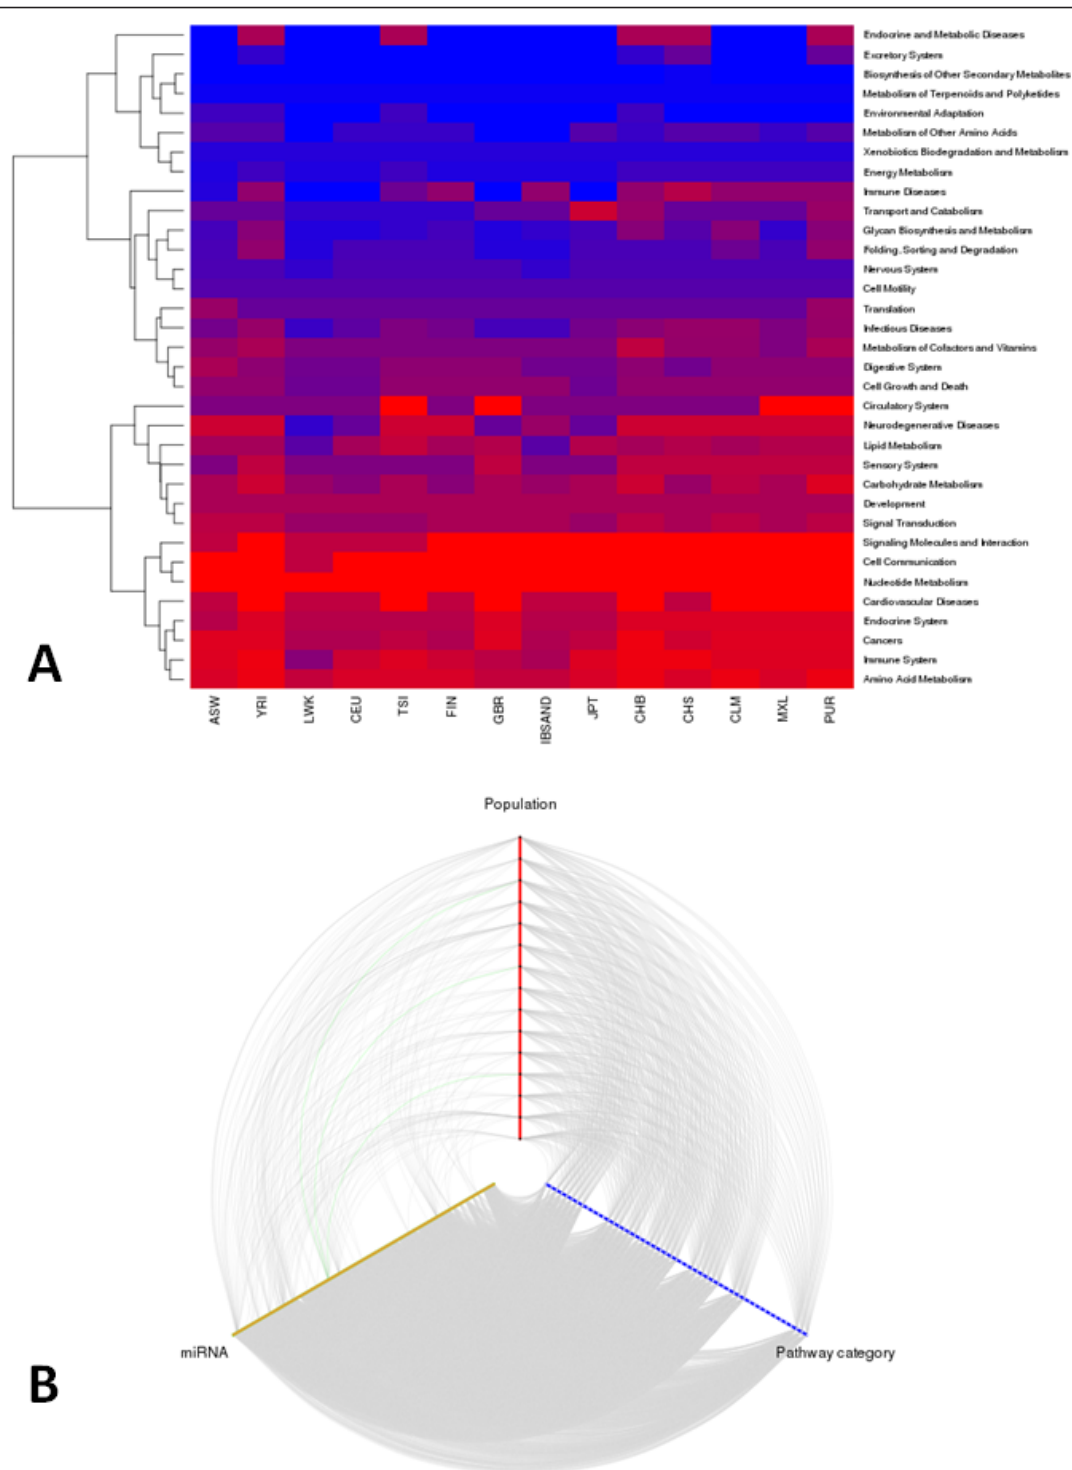 Endocrine and Metabolic Diseases
Excretory System
Biosynthesis of Other Secondary Metabolites
Metabolism of Terpenoids and Polyketides
Environmental Adaptation
Metabolism of Other Amino Acids
Xenobiotics Biodegradation and Metabolism
Energy Metabolism
Immune Diseases
Transport and Catabolism
Glycan Biosynthesis and Metabolism
Folding, Sorting and Degradation
Nervous System
Cell Motility
Translation
Infectious Diseases
Metabolism of Cofactors and Vitamins
Digestive System
Cell Growth and Death
Circulatory System
Neurodegenerative Diseases
Lipid Metabolism
Sensory System
Carbohydrate Metabolism
Development
Signal Transduction
Signaling Molecules and Interaction
Cell Communication
Nucleotide Metabolism
Cardiovascular Diseases
Endocrine System
Cancers
Immune System
Amino Acid Metabolism
A
ASW YRI LWK CEU TSI FIN GBR IBSAND JPT CHB CHS CLM MXL PUR
Population
miRNA
Pathway category
B